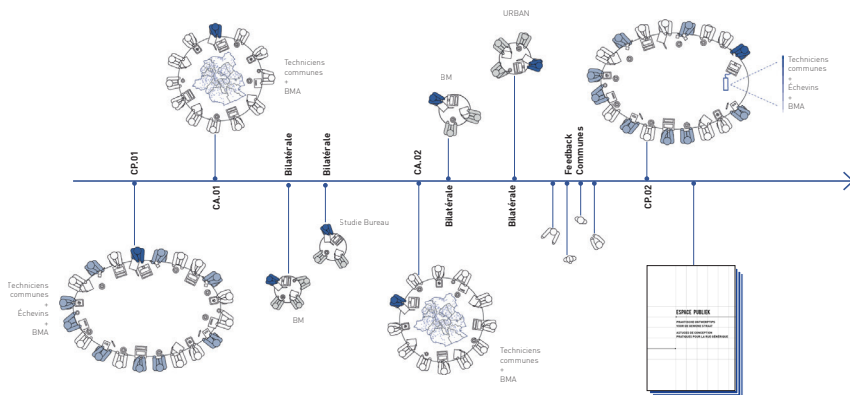 URBAN
Techniciens
communes
+
BMA
BM
Techniciens
communes
+
Échevins
+
BMA
CP.01
CA.01
Bilatérale
Bilatérale
CA.02
Bilatérale
Bilatérale
Feedback
Communes
CP.02
Studie Bureau
Techniciens
communes
+
Échevins
+
BMA
BM
Techniciens
communes
+
BMA
ESPACE PUBLIEK